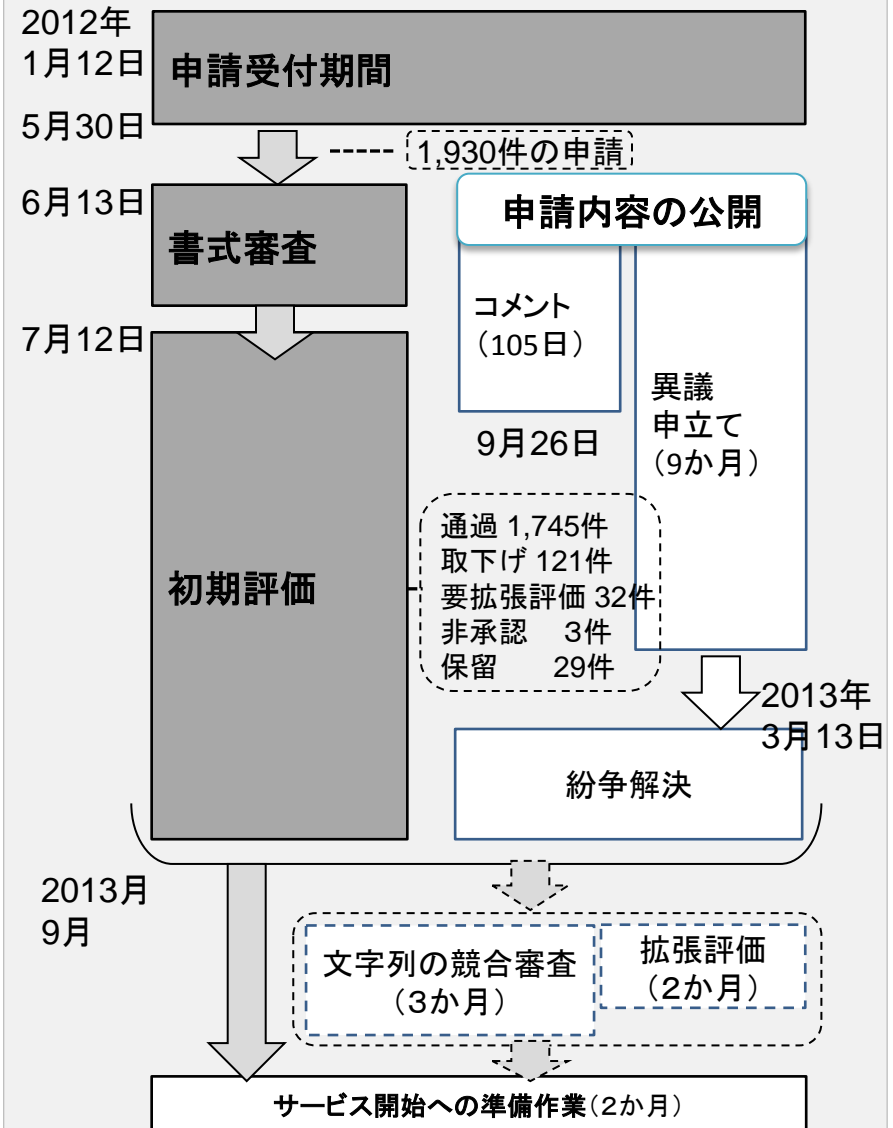 2012年
1月12日
申請受付期間
5月30日
1,930件の申請
6月13日
書式審査
申請内容の公開
コメント
（105日）
7月12日
異議
申立て
（9か月）
9月26日
初期評価
通過 1,745件
取下げ 121件
要拡張評価 32件
非承認 3件
保留 29件
2013年
3月13日
紛争解決
2013月
9月
文字列の競合審査
（3か月）
拡張評価
（2か月）
サービス開始への準備作業（2か月）